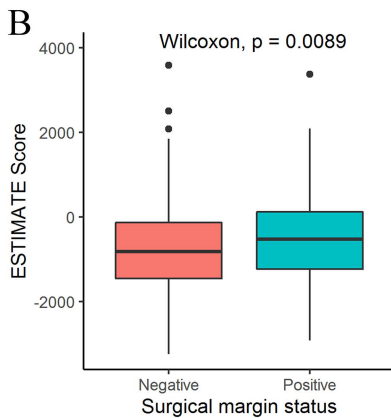 B
Wilcoxon, p = 0.0089
4000
2000
0
-2000
ESTIMATE Score
Negative
Positive
Surgical margin status